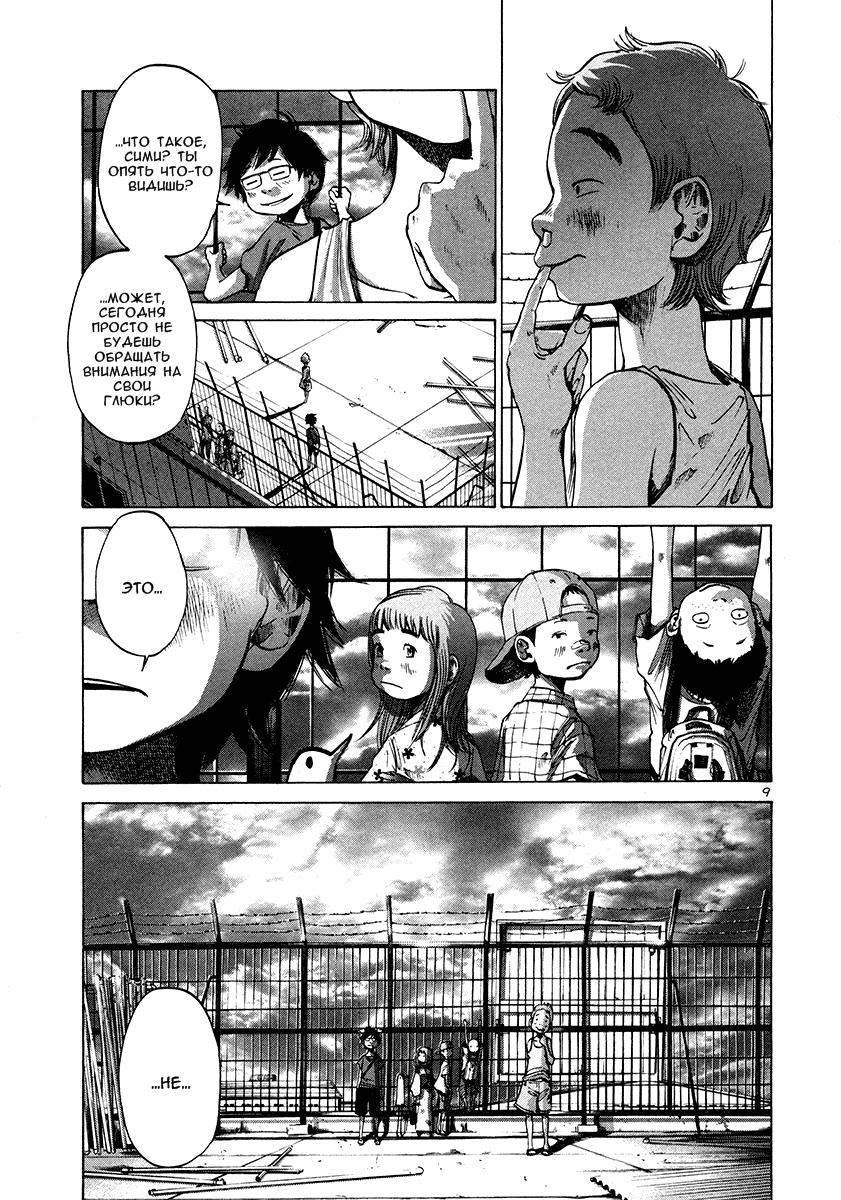 ...ЧТО ТАКОЕ,
СИМИ? ТЫ
ОПЯТЬ ЧТО-ТО
ВИДИШЬ?
...МОЖЕТ,
СЕГОДНЯ
ПРОСТО НЕ
БУДЕШЬ
ОБРАЩАТЬ
ВНИМАНИЯ НА
СВОИ
ГЛЮКИ?
ЭТО...
9
...НЕ...